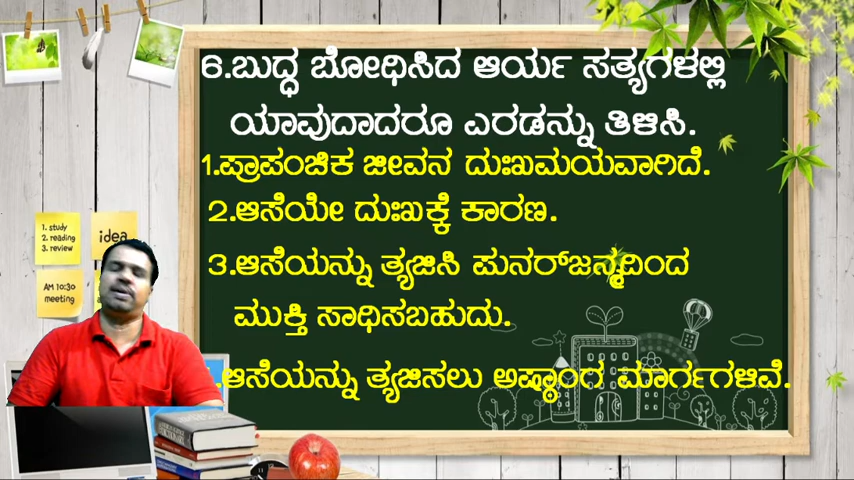 6.ಬುದ್ಧ ಬೋಧಿಸಿದ ಆರ್ಯ ಸತ್ಯಗಳಲ್ಲಿ
ಯಾವುದಾದರೂ ಎರಡನ್ನು ತಿಳಿಸಿ.
1.ಪ್ರಾಪಂಚಿಕ ಜೀವನ ದುಃಖಮಯವಾಗಿದೆ.
2.ಆಸೆಯೇ ದುಃಖಕ್ಕೆ ಕಾರಣ.
3.ಆಸೆಯನ್ನು ತ್ಯಜಿಸಿ ಪುನರ್‌ಜನ್ಮದಿಂದ
ಮುಕ್ತಿ ಸಾಧಿಸಬಹುದು.
.ಆಸೆಯನ್ನು ತ್ಯಜಿಸಲು ಅಷ್ಠಾಂಗ ಮಾರ್ಗಗಳಿವೆ.
1. study
2. reading
3. review
idea
AM 10:30
meeting